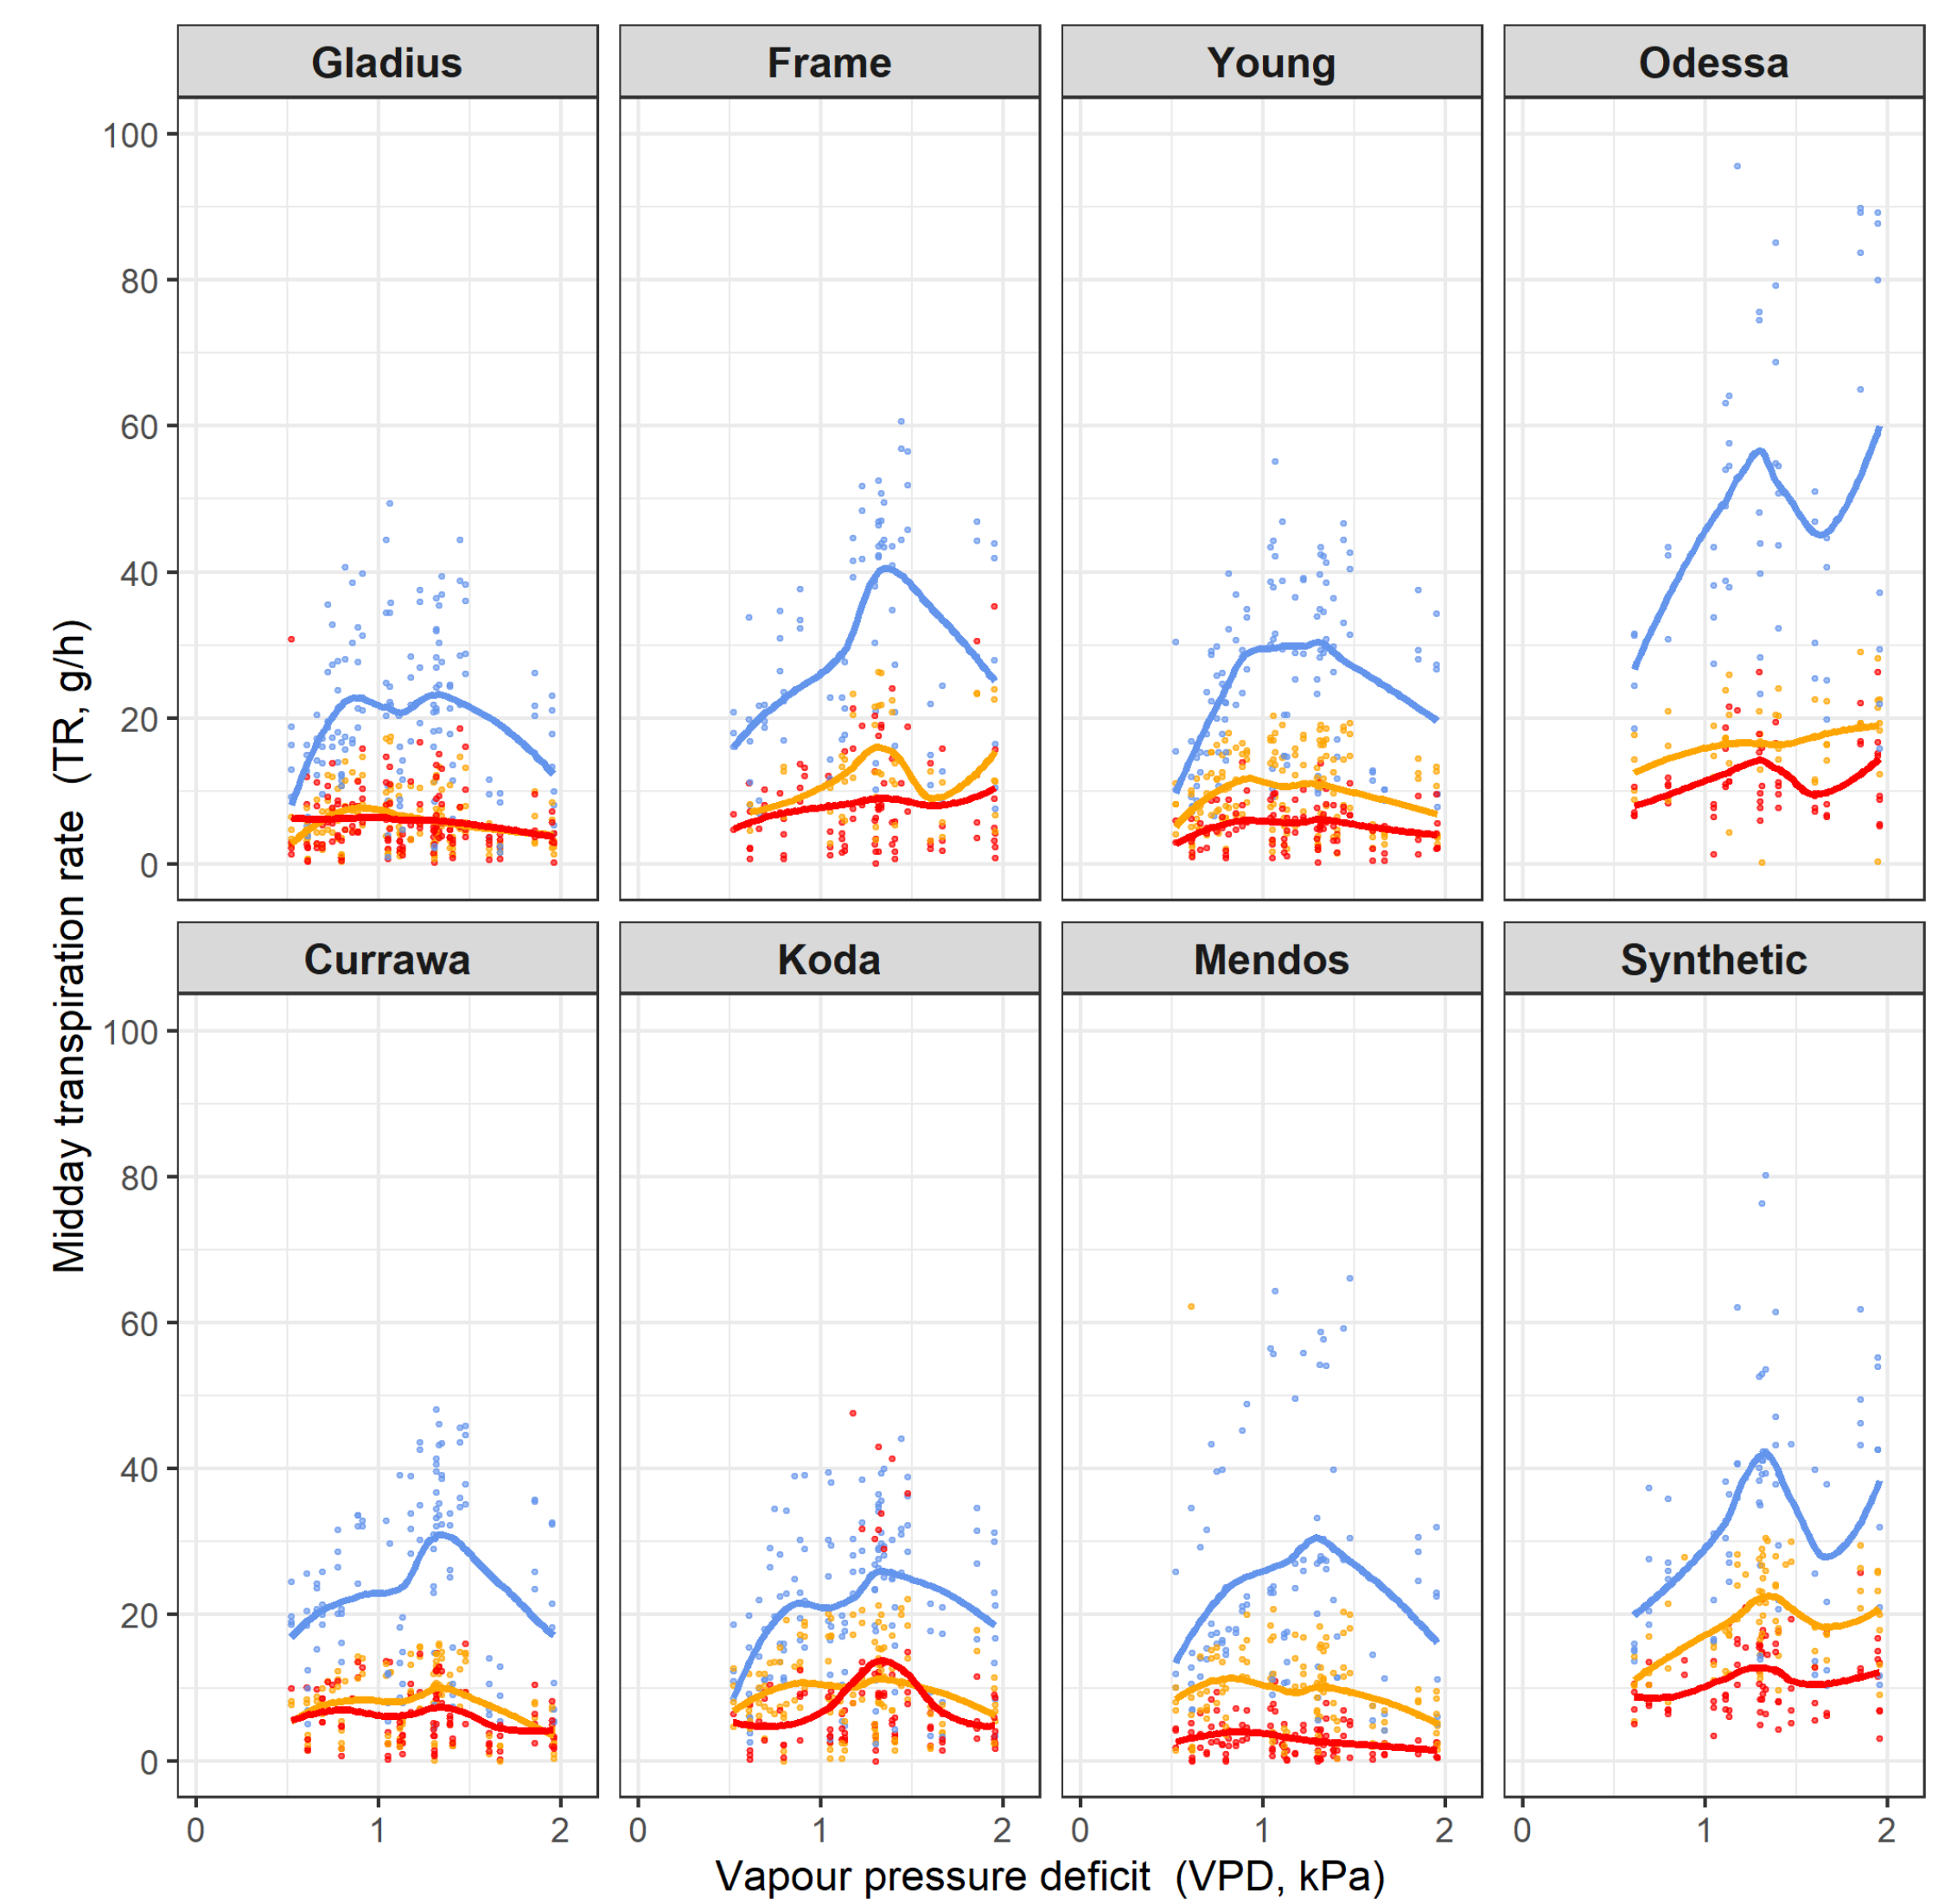 Gladius Frame Young Odessa
100
80
60
40
20
0
Midday transpiration rate (TR, g/h)
Currawa Koda Mendos Synthetic
100
80
60
40
20
0
0 1 2 0 1 2 0 1 2 0 1 2
Vapour pressure deficit (VPD, kPa)